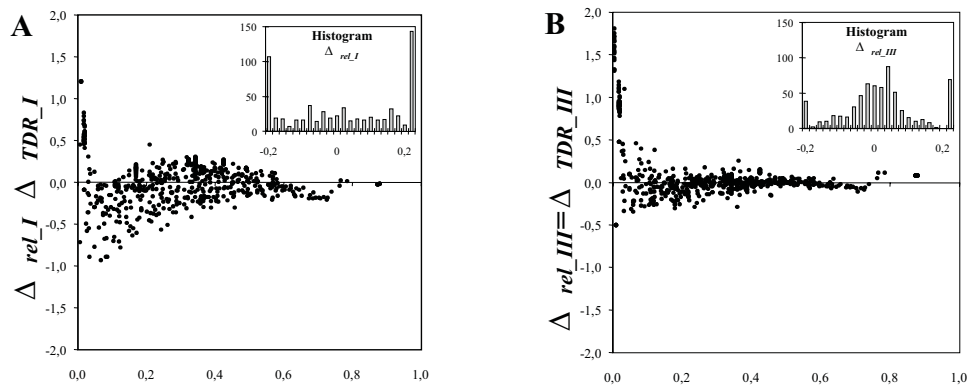 A
Δ rel_I Δ TDR_I
2,0
1,5
1,0
0,5
0,0
-0,5
-1,0
-1,5
-2,0
0,0 0,2 0,4 0,6 0,8 1,0
Histogram
Δ rel_I
150
100
50
0
-0,2 0 0,2
B
Δ rel_III= Δ TDR_III
2,0
1,5
1,0
0,5
0,0
-0,5
-1,0
-1,5
-2,0
0,0 0,2 0,4 0,6 0,8 1,0
Histogram
Δ rel_III
150
100
50
0
-0,2 0 0,2